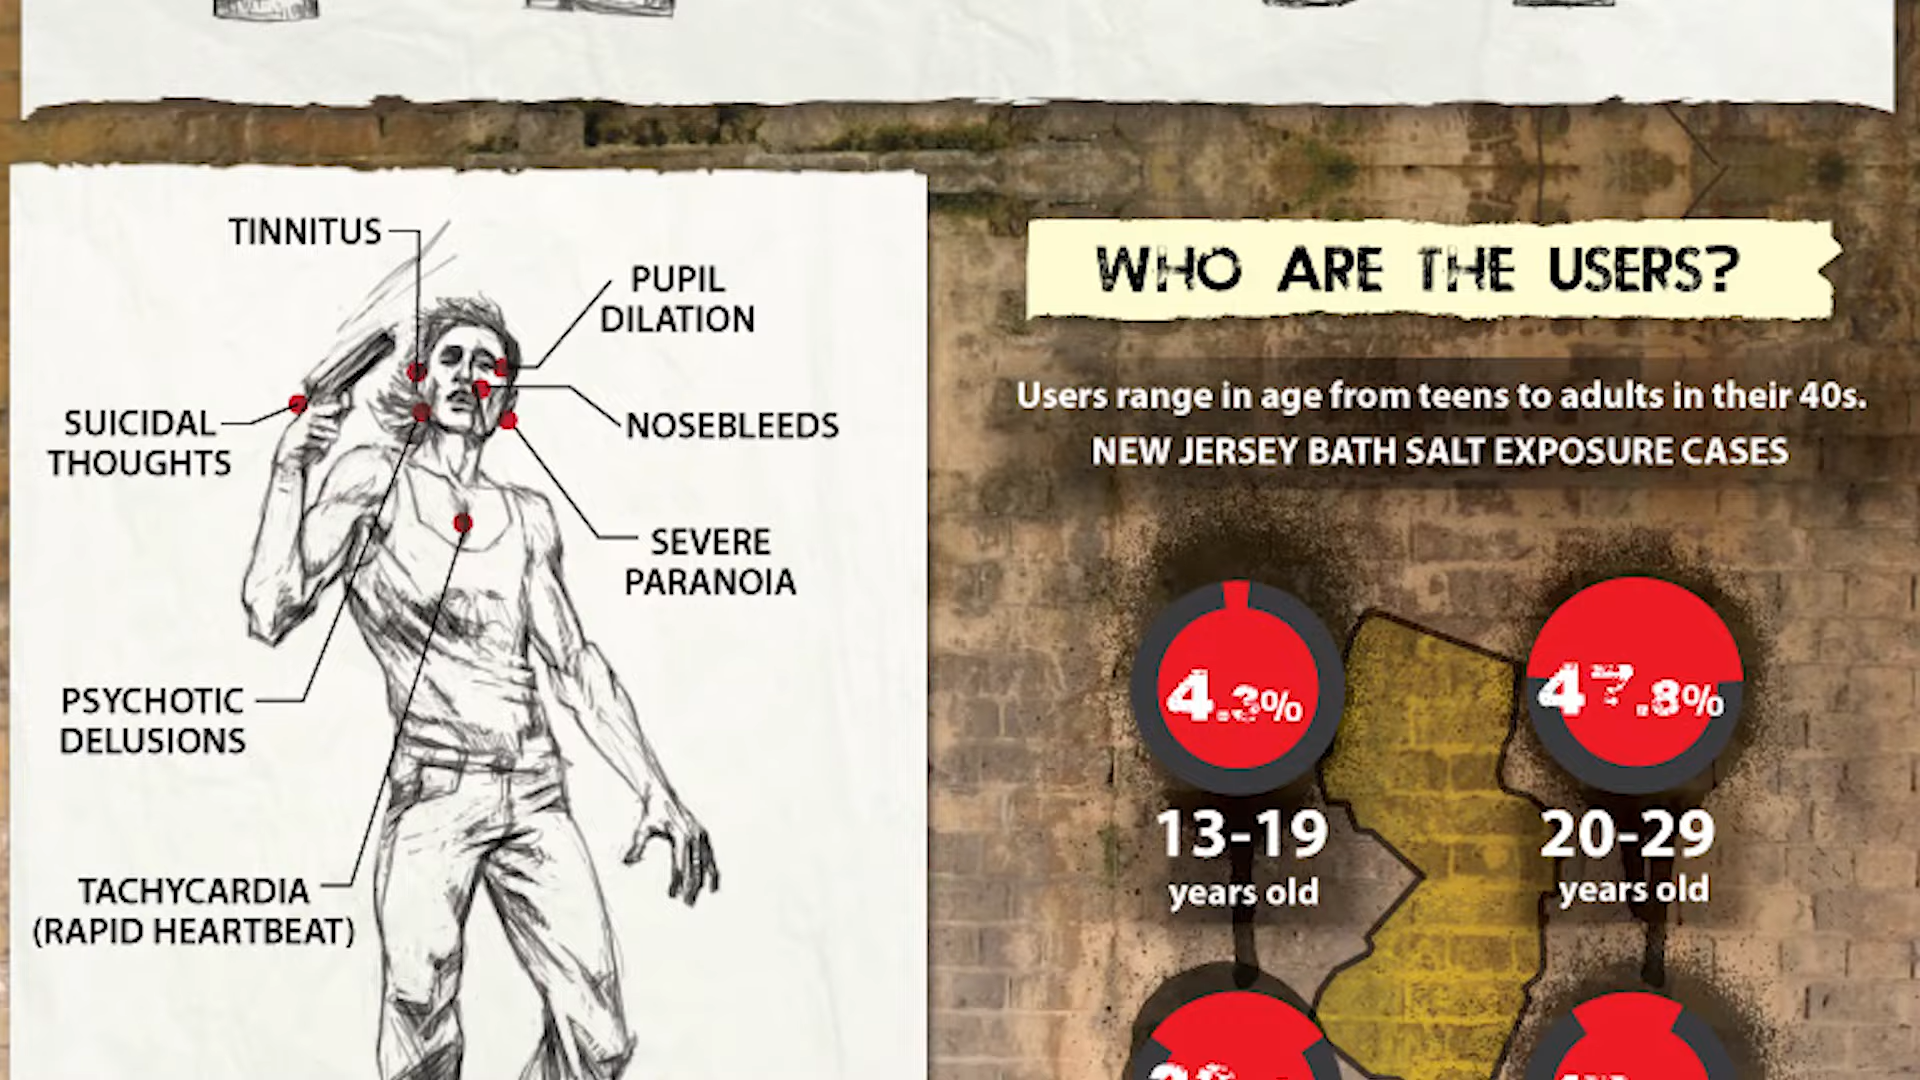 TINNITUS
PUPIL
DILATION
SUICIDAL
THOUGHTS
NOSEBLEEDS
SEVERE
PARANOIA
PSYCHOTIC
DELUSIONS
TACHYCARDIA
(RAPID HEARTBEAT)
WHO ARE THE USERS?
Users range in age from teens to adults in their 40s.
NEW JERSEY BATH SALT EXPOSURE CASES
4.3%
47.8%
13-19
years old
20-29
years old